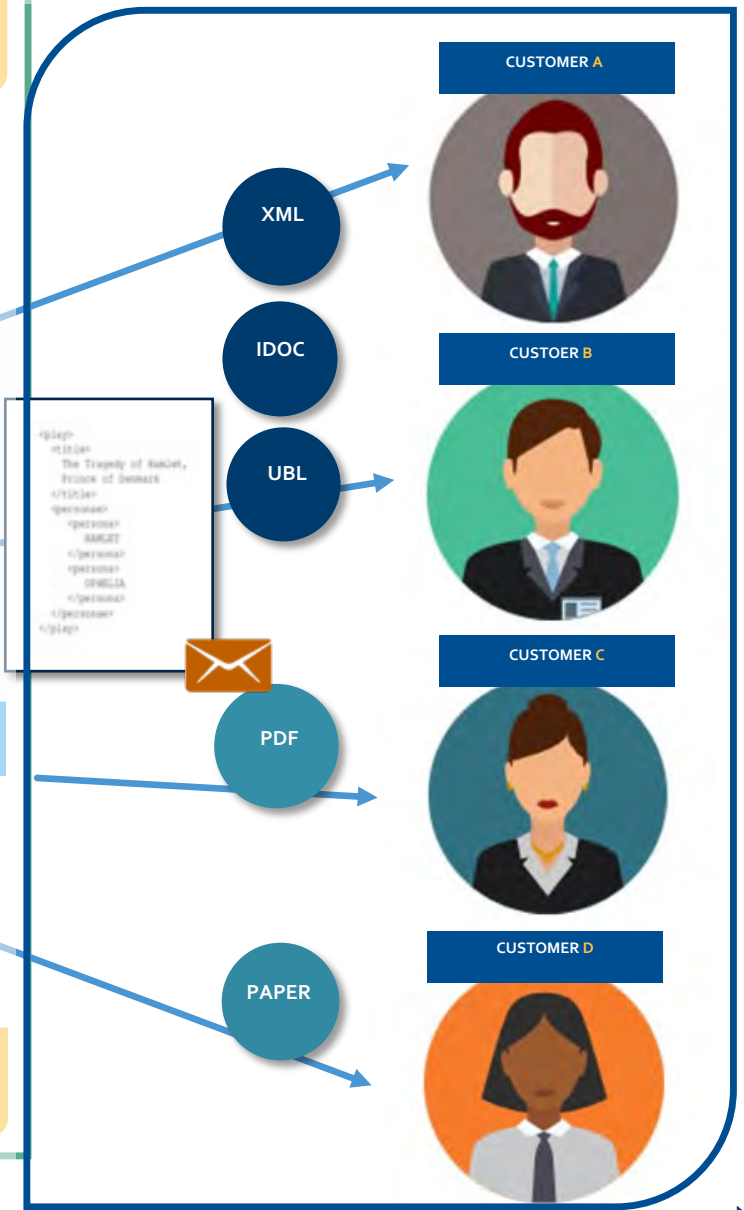 CUSTOMER A
XML
IDOC
CUSTOER B
<play>
<title>
The Tragedy of Hamlet,
Prince of Denmark
</title>
<personae>
<persona>
HAMLET
</persona>
<persona>
OPHELIA
</persona>
</personae>
</play>
UBL
CUSTOMER C
PDF
CUSTOMER D
PAPER